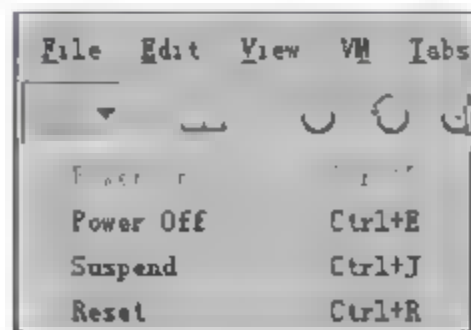 File Edit View VM Tabs
Power Off Ctrl+E
Suspend Ctrl+J
Reset Ctrl+R